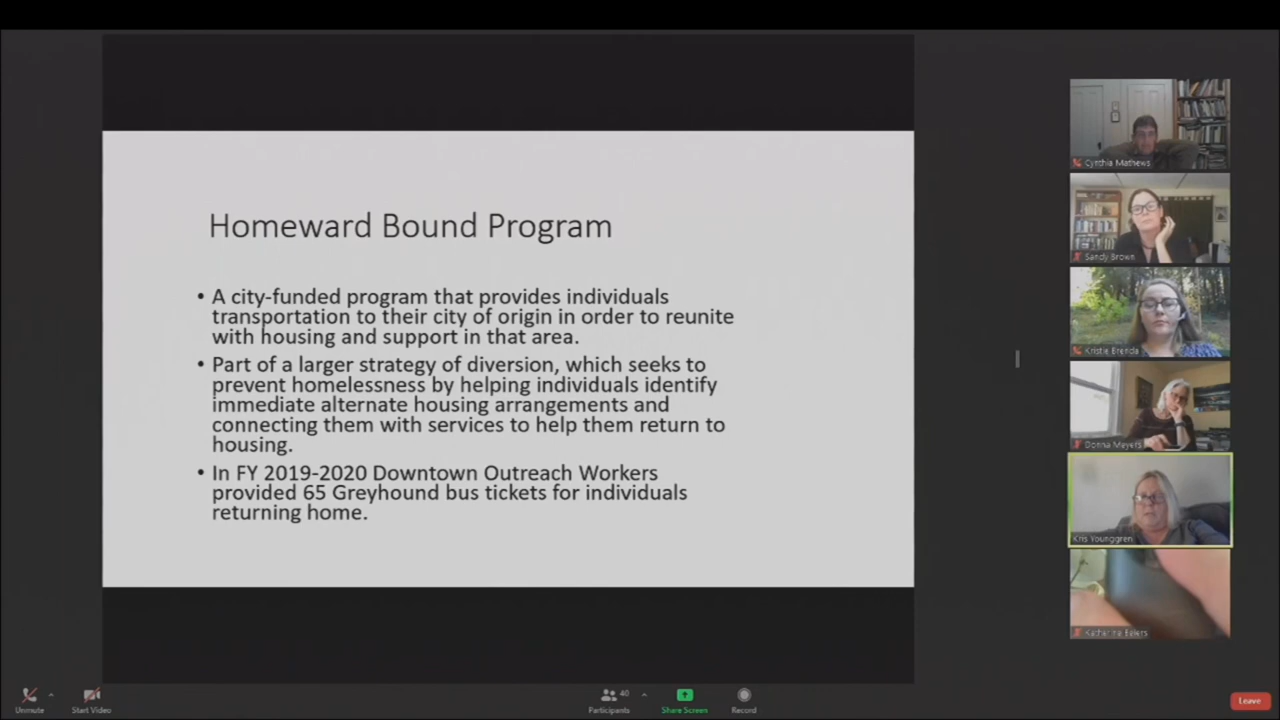 Homeward Bound Program
• A city-funded program that provides individuals
transportation to their city of origin in order to reunite
with housing and support in that area.
• Part of a larger strategy of diversion, which seeks to
prevent homelessness by helping individuals identify
immediate alternate housing arrangements and
connecting them with services to help them return to
housing.
• In FY 2019-2020 Downtown Outreach Workers
provided 65 Greyhound bus tickets for individuals
returning home.
Cynthia Mathews
Sandy Brown
Kristie Brenda
Donna Meyers
Kris Younggren
Katherine
Unmute
Start Video
40
Participants
Share Screen
Record
Leave